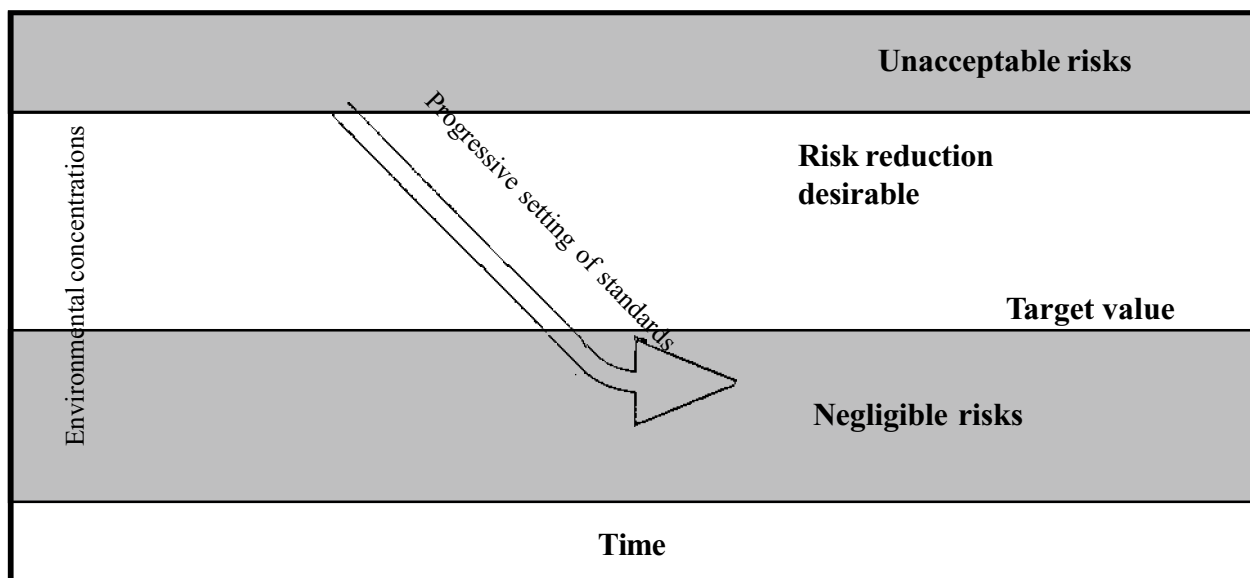 Unacceptable risks
Progressive setting of standards
Environmental concentrations
Risk reduction
desirable
Target value
Negligible risks
Time